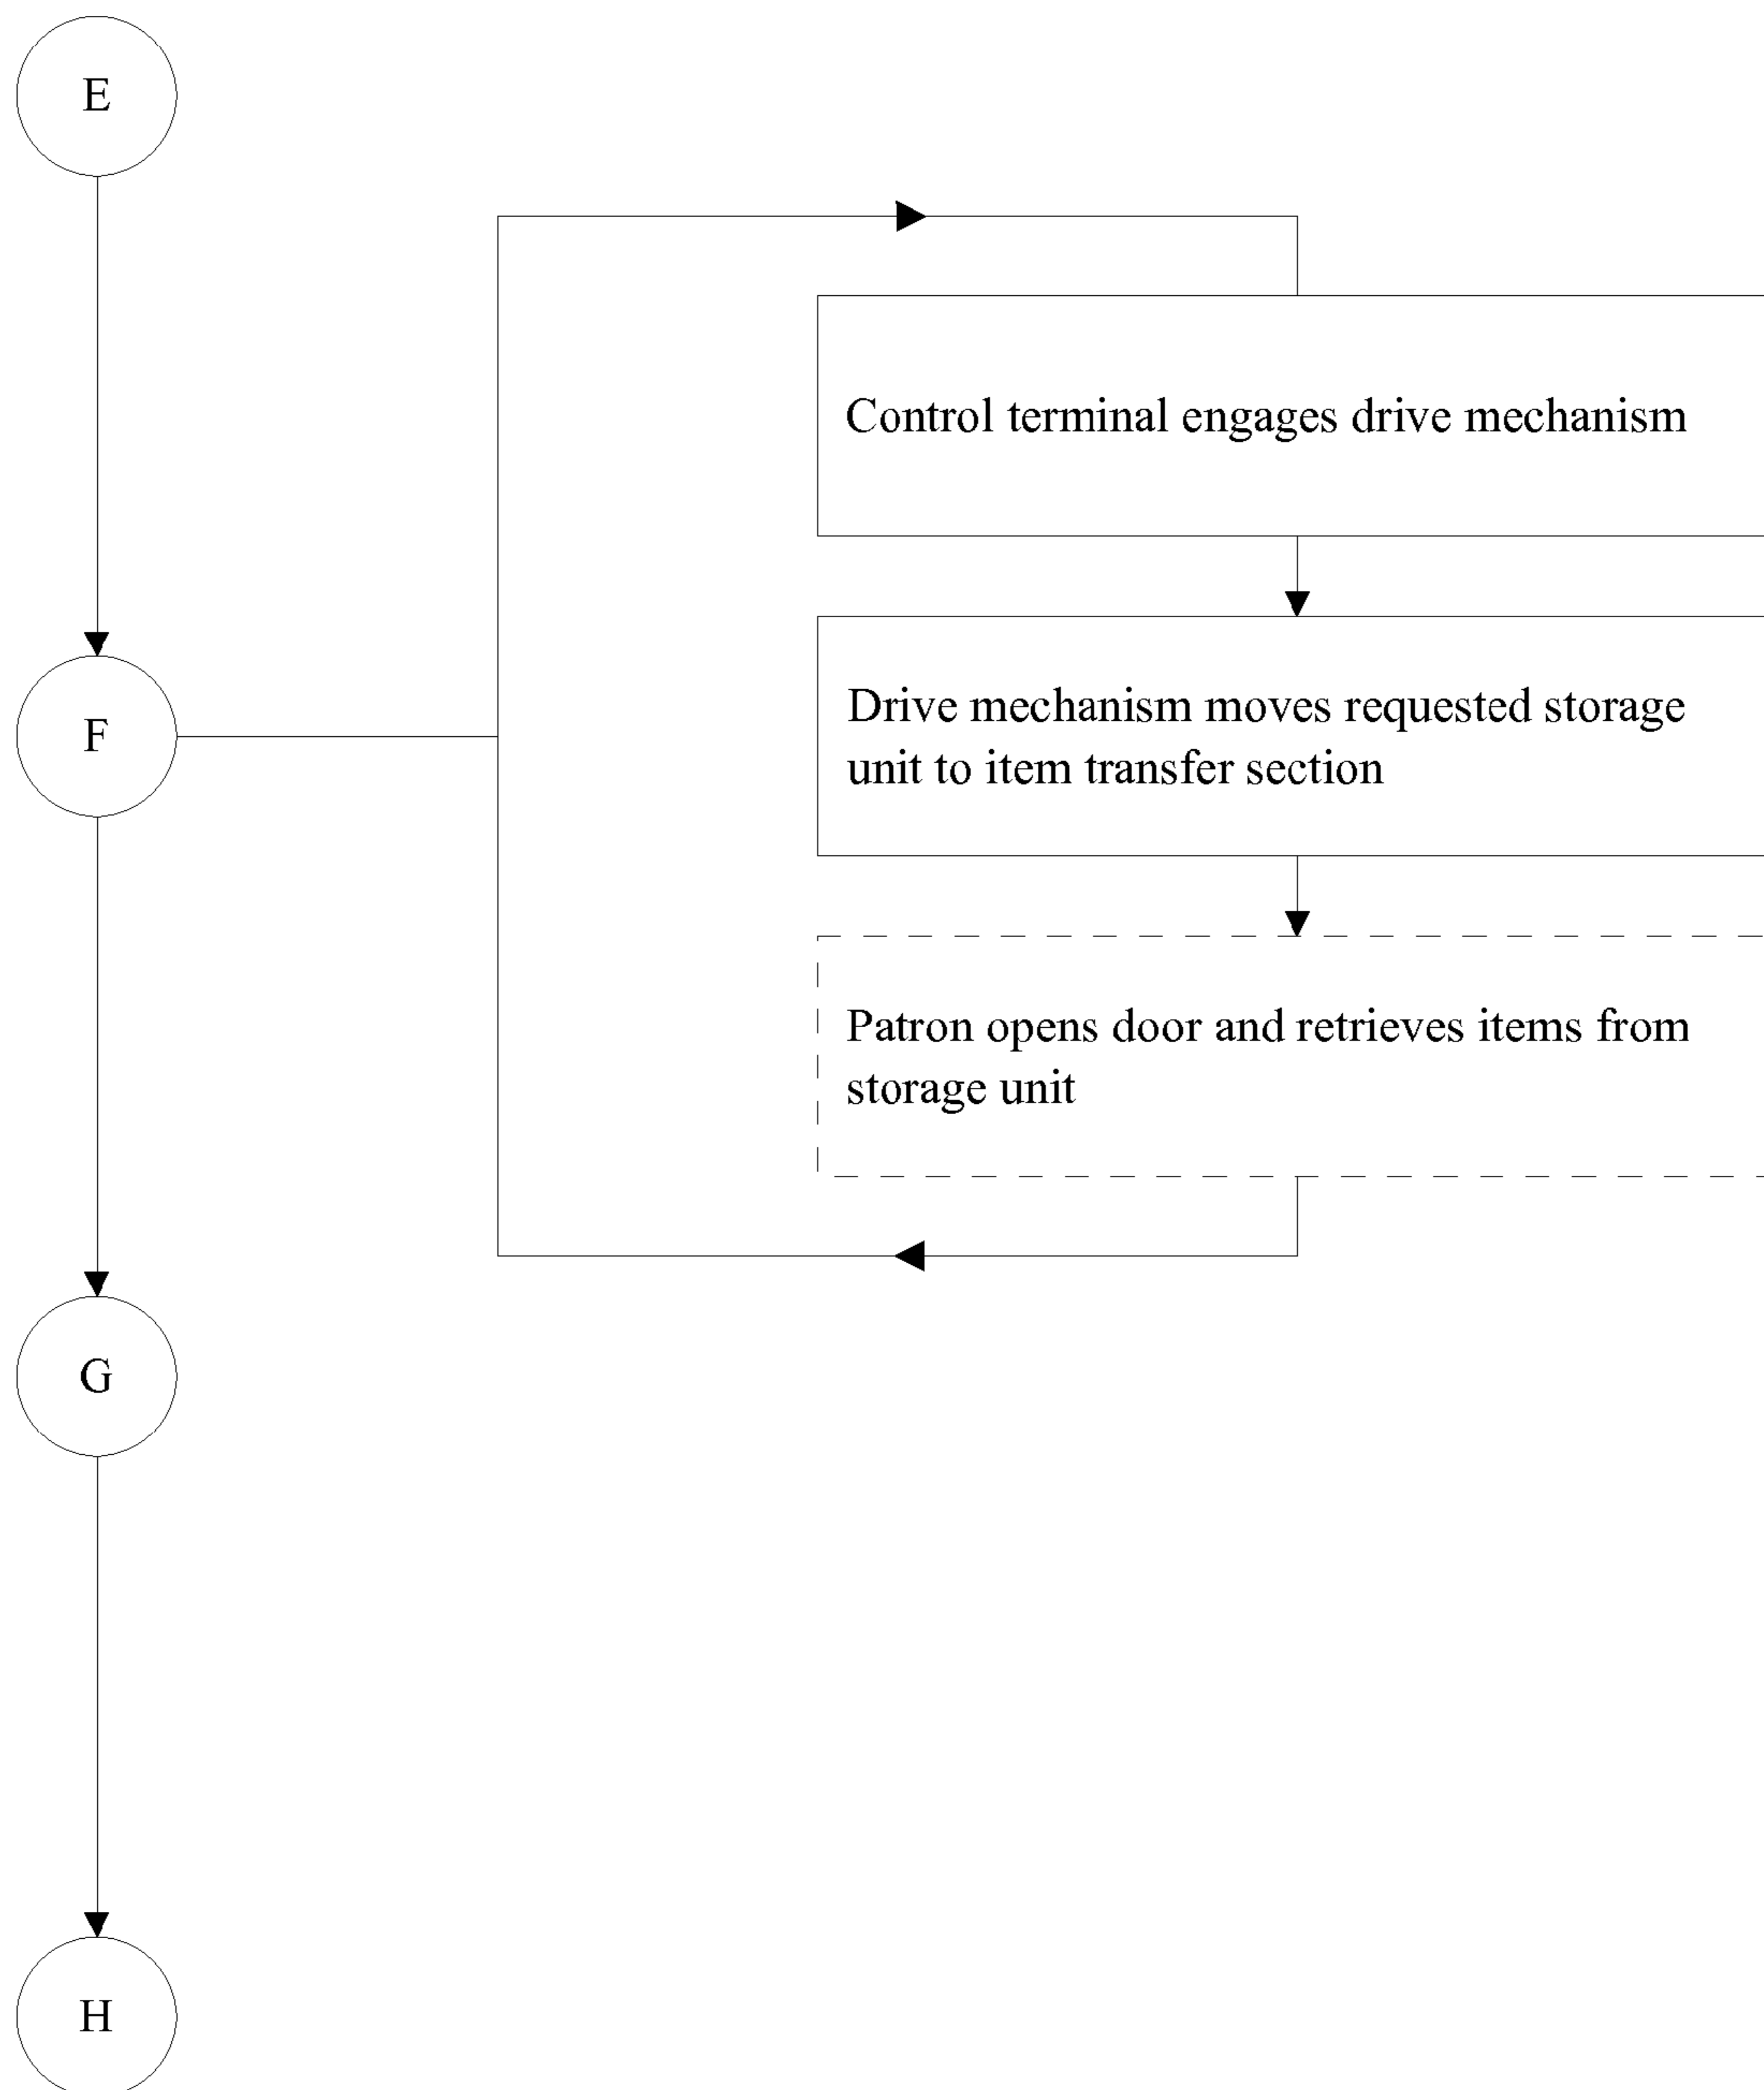 E
Control terminal engages drive mechanism
F
Drive mechanism moves requested storage
unit to item transfer section
Patron opens door and retrieves items from
storage unit
G
H